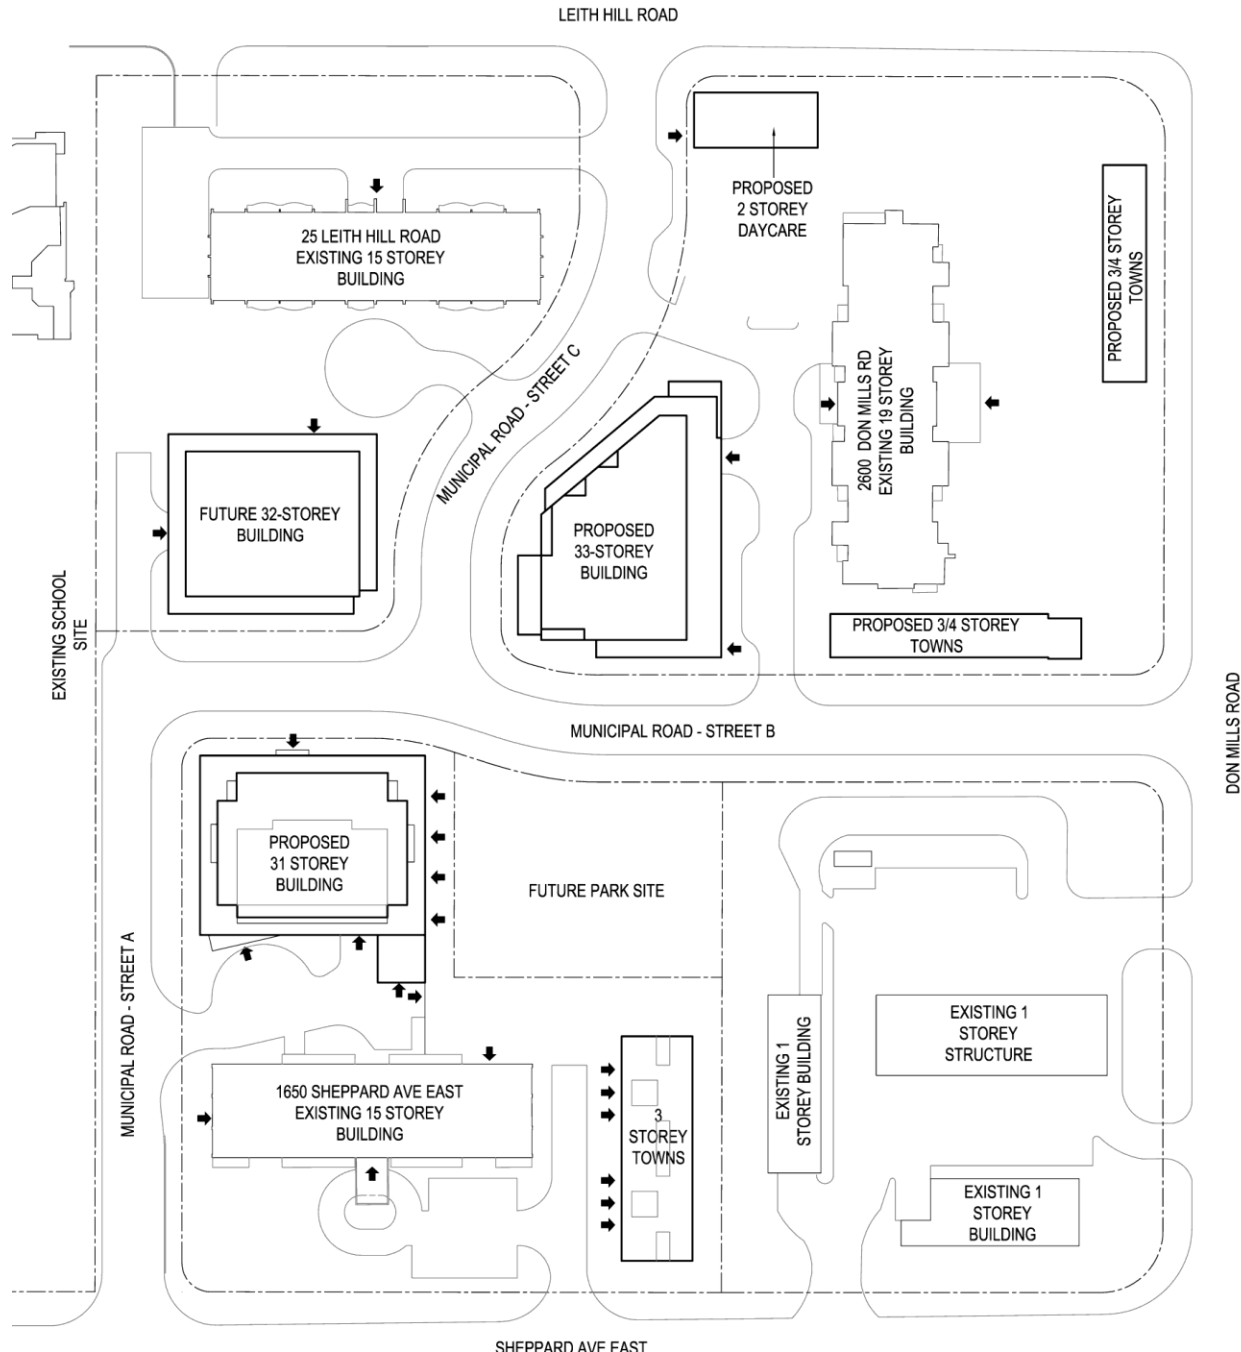 LEITH HILL ROAD
PROPOSED
2 STOREY
DAYCARE
PROPOSED 3/4 STOREY
TOWNS
25 LEITH HILL ROAD
EXISTING 15 STOREY
BUILDING
MUNICIPAL ROAD - STREET C
2600 DON MILLS RD
EXISTING 19 STOREY
BUILDING
FUTURE 32-STOREY
BUILDING
PROPOSED
33-STOREY
BUILDING
EXISTING SCHOOL
SITE
PROPOSED 3/4 STOREY
TOWNS
DON MILLS ROAD
MUNICIPAL ROAD - STREET B
PROPOSED
31 STOREY
BUILDING
FUTURE PARK SITE
MUNICIPAL ROAD - STREET A
EXISTING 1
STOREY BUILDING
EXISTING 1
STOREY
STRUCTURE
1650 SHEPPARD AVE EAST
EXISTING 15 STOREY
BUILDING
3
STOREY
TOWNS
EXISTING 1
STOREY
BUILDING
SHEPPARD AVE EAST